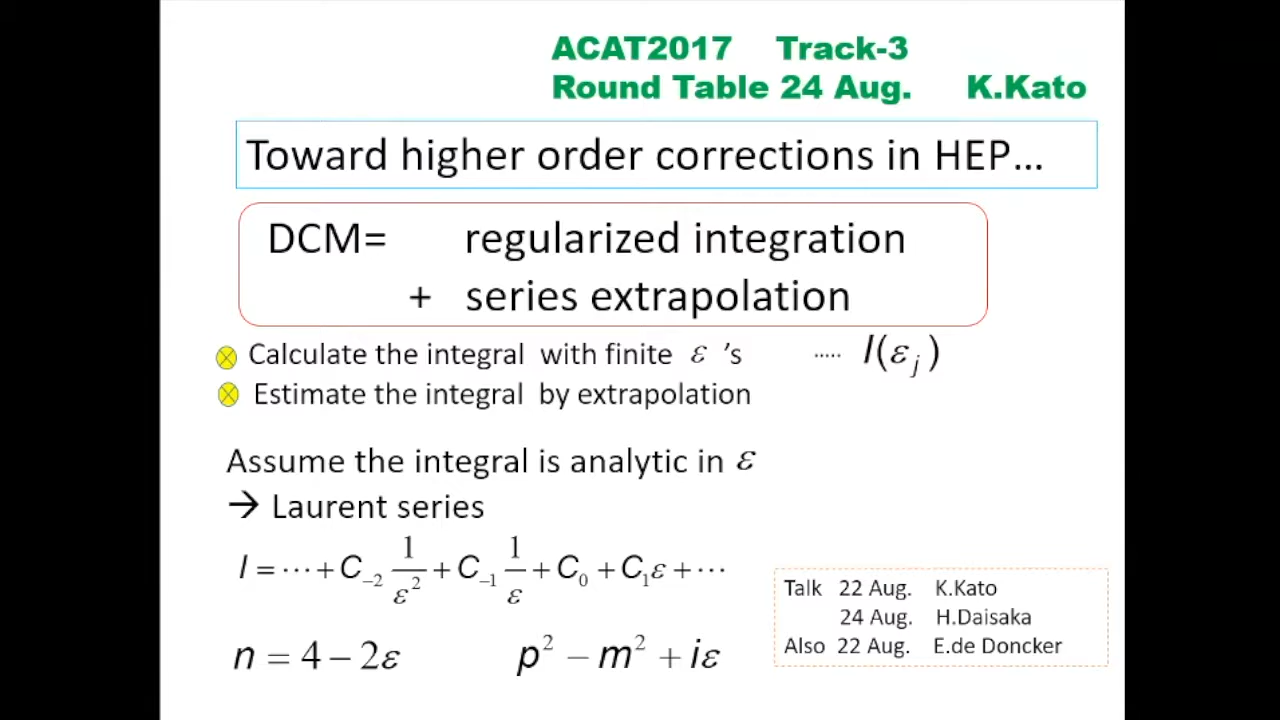 ACAT2017 Track-3
Round Table 24 Aug. K.Kato
Toward higher order corrections in HEP…
DCM= regularized integration
+ series extrapolation
Calculate the integral with finite ε 's ····· I(ε_j)
Estimate the integral by extrapolation
Assume the integral is analytic in ε
→ Laurent series
I = ⋯ + C_{-2} 1/ε² + C_{-1} 1/ε + C_0 + C_1 ε + ⋯
n = 4 − 2ε p² − m² + iε
Talk 22 Aug. K.Kato
24 Aug. H.Daisaka
Also 22 Aug. E.de Doncker